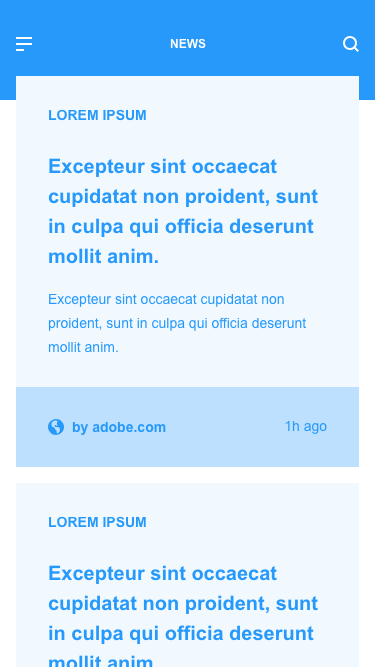 NEWS
LOREM IPSUM
Excepteur sint occaecat
cupidatat non proident, sunt
in culpa qui officia deserunt
mollit anim.
Excepteur sint occaecat cupidatat non
proident, sunt in culpa qui officia deserunt
mollit anim.
by adobe.com
1h ago
LOREM IPSUM
Excepteur sint occaecat
cupidatat non proident, sunt
in culpa qui officia deserunt
mollit anim